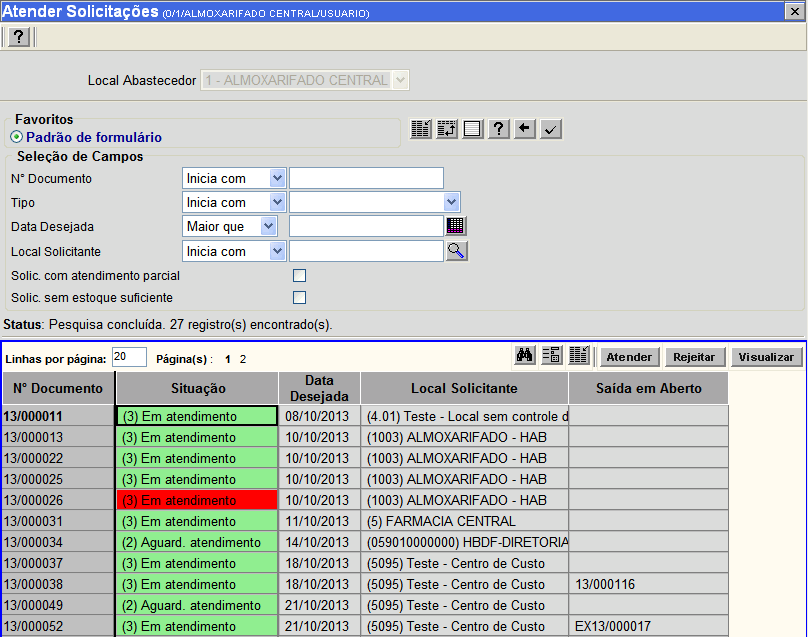 Atender Solicitações (0/1/ALMOXARIFADO CENTRAL/USUARIO)
?
Local Abastecedor 1 - ALMOXARIFADO CENTRAL
Favoritos
Padrão de formulário
?
Seleção de Campos
N° Documento Inicia com
Tipo Inicia com
Data Desejada Maior que
Local Solicitante Inicia com
Solic. com atendimento parcial
Solic. sem estoque suficiente
Status: Pesquisa concluída. 27 registro(s) encontrado(s).
Linhas por página: 20 Página(s) : 1 2 Atender Rejeitar Visualizar
N° Documento Situação Data Desejada Local Solicitante Saída em Aberto
13/000011 (3) Em atendimento 08/10/2013 (4.01) Teste - Local sem controle d
13/000013 (3) Em atendimento 10/10/2013 (1003) ALMOXARIFADO - HAB
13/000022 (3) Em atendimento 10/10/2013 (1003) ALMOXARIFADO - HAB
13/000025 (3) Em atendimento 10/10/2013 (1003) ALMOXARIFADO - HAB
13/000026 (3) Em atendimento 10/10/2013 (1003) ALMOXARIFADO - HAB
13/000031 (3) Em atendimento 11/10/2013 (5) FARMACIA CENTRAL
13/000034 (2) Aguard. atendimento 14/10/2013 (059010000000) HBDF-DIRETORIA
13/000037 (3) Em atendimento 18/10/2013 (5095) Teste - Centro de Custo
13/000038 (3) Em atendimento 18/10/2013 (5095) Teste - Centro de Custo 13/000116
13/000049 (2) Aguard. atendimento 21/10/2013 (5095) Teste - Centro de Custo
13/000052 (3) Em atendimento 21/10/2013 (5095) Teste - Centro de Custo EX13/000017